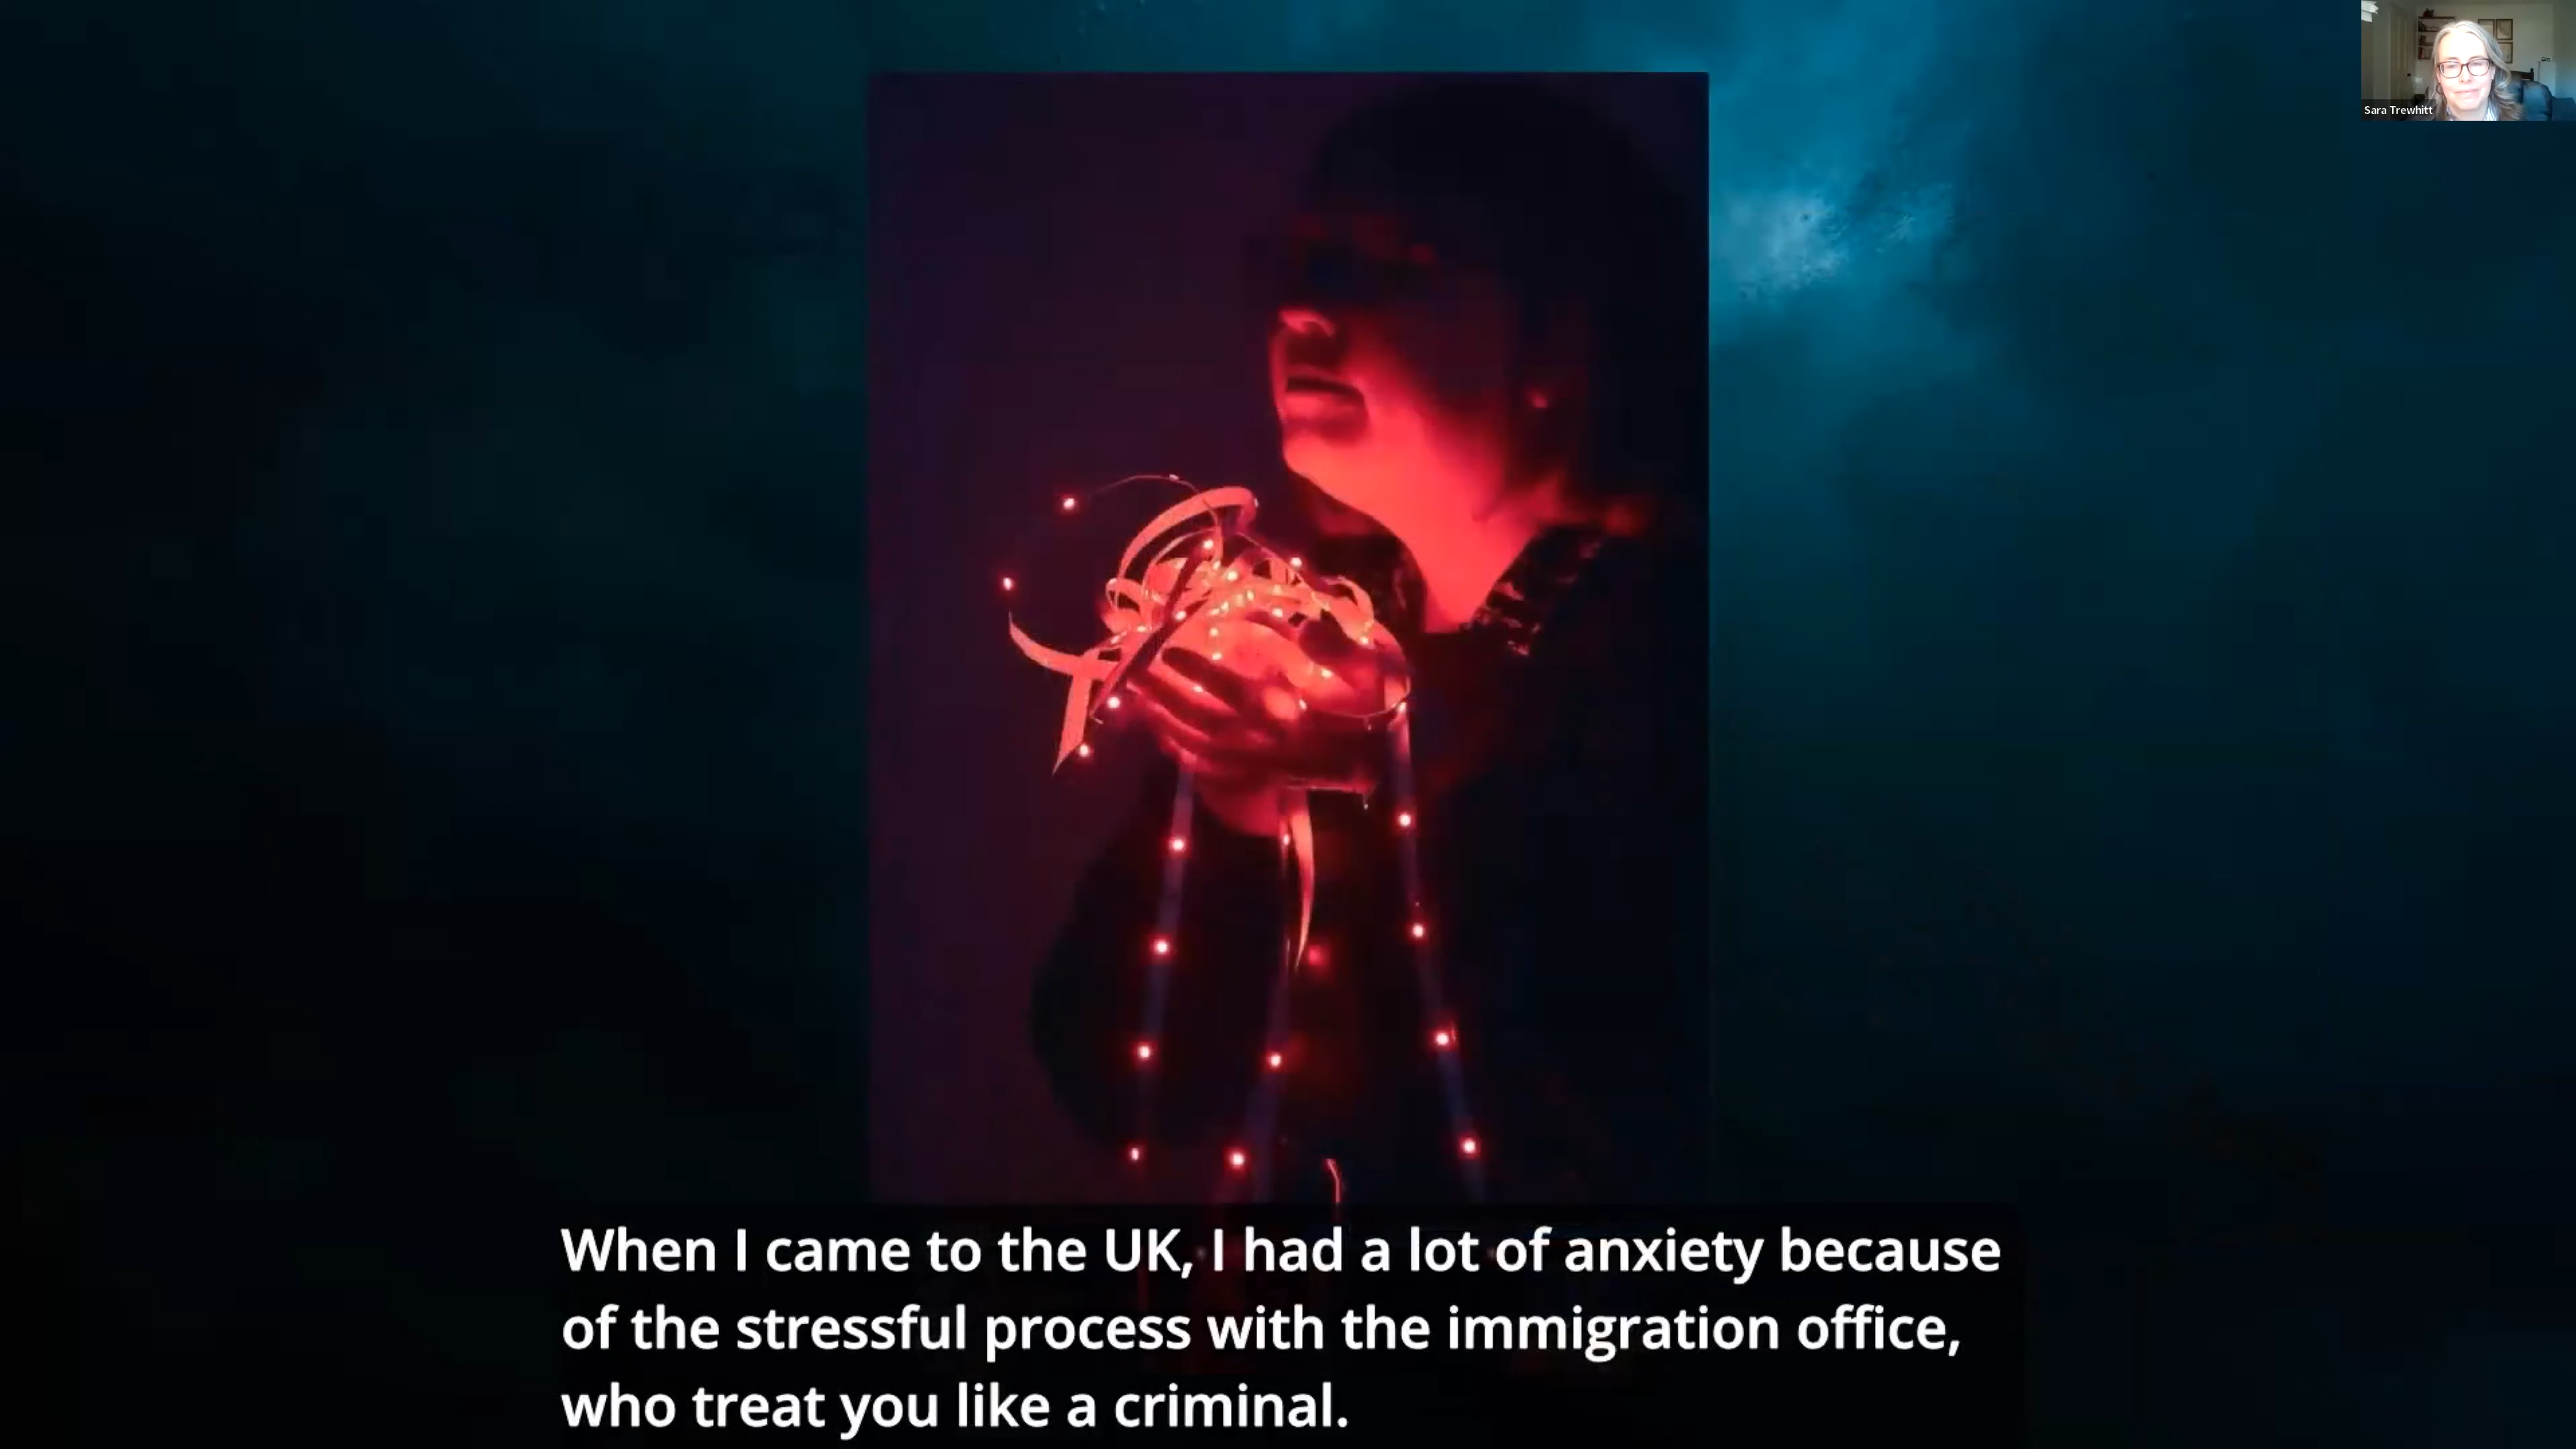 Sara Trewhitt
When I came to the UK, I had a lot of anxiety because
of the stressful process with the immigration office,
who treat you like a criminal.